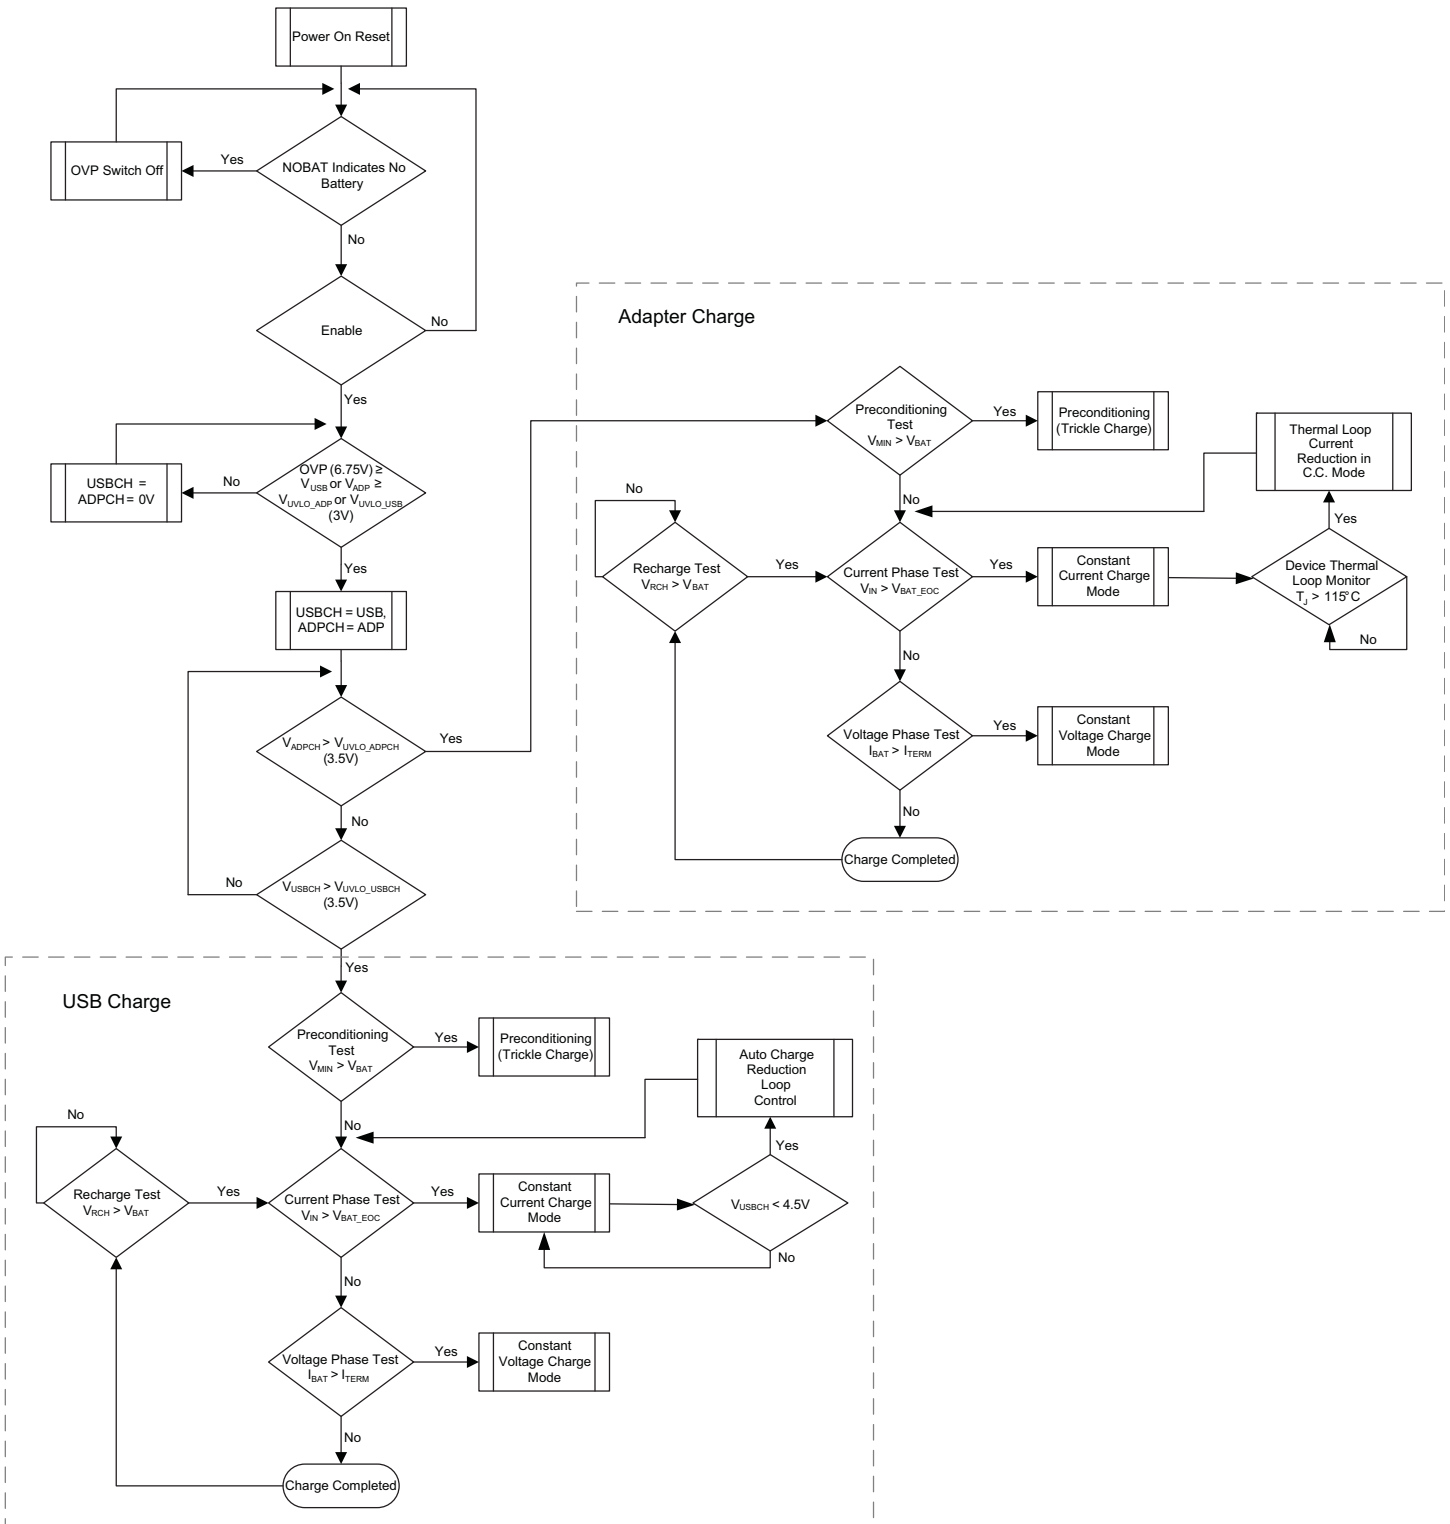 Power On Reset
OVP Switch Off
Yes
NOBAT Indicates No
Battery
No
Enable
No
Yes
USBCH =
ADPCH = 0V
No
OVP (6.75V) ≥
VUSB or VADP ≥
VUVLO_ADP or VUVLO_USB
(3V)
Yes
USBCH = USB,
ADPCH = ADP
VADPCH > VUVLO_ADPCH
(3.5V)
Yes
No
No
VUSBCH > VUVLO_USBCH
(3.5V)
Yes
Adapter Charge
Preconditioning
Test
VMIN > VBAT
Yes
Preconditioning
(Trickle Charge)
Thermal Loop
Current
Reduction in
C.C. Mode
No
No
Yes
Recharge Test
VRCH > VBAT
Yes
Current Phase Test
VIN > VBAT_EOC
Yes
Constant
Current Charge
Mode
Device Thermal
Loop Monitor
TJ > 115°C
No
No
Voltage Phase Test
IBAT > ITERM
Yes
Constant
Voltage Charge
Mode
No
Charge Completed
USB Charge
Preconditioning
Test
VMIN > VBAT
Yes
Preconditioning
(Trickle Charge)
Auto Charge
Reduction
Loop
Control
No
No
Yes
Recharge Test
VRCH > VBAT
Yes
Current Phase Test
VIN > VBAT_EOC
Yes
Constant
Current Charge
Mode
VUSBCH < 4.5V
No
No
Voltage Phase Test
IBAT > ITERM
Yes
Constant
Voltage Charge
Mode
No
Charge Completed